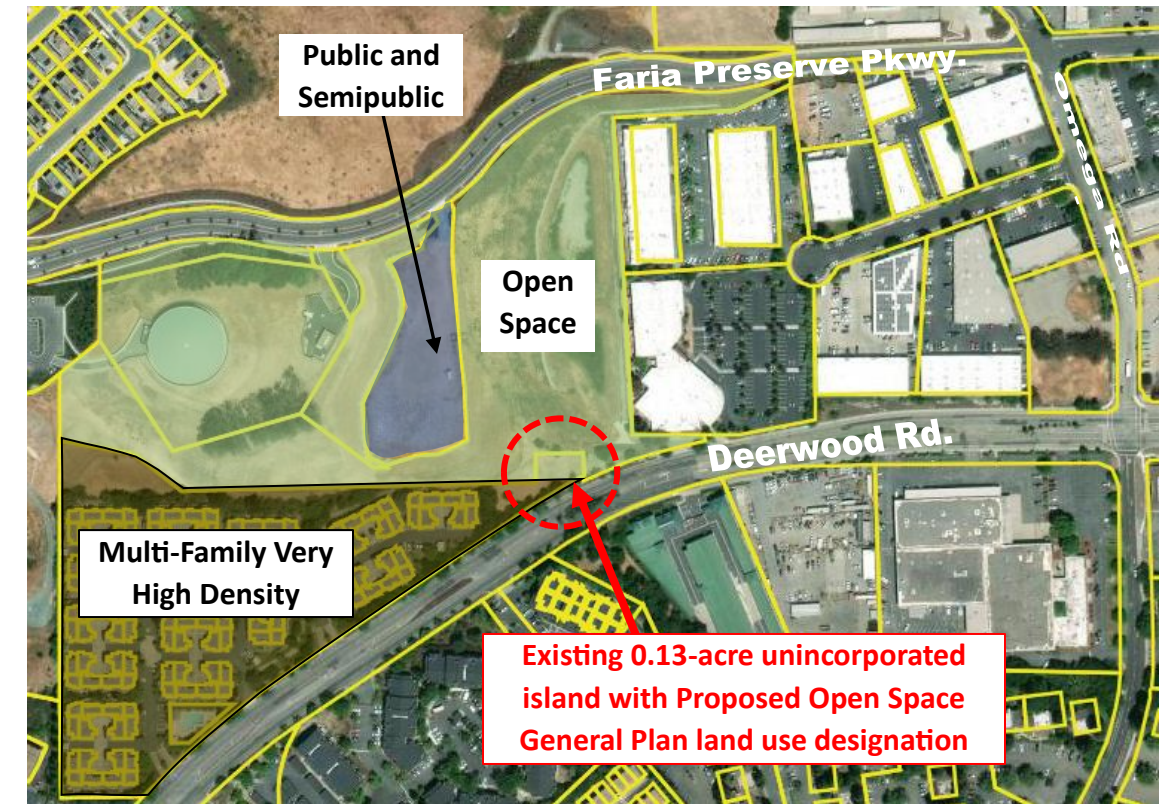 Public and
Semipublic
Faria Preserve Pkwy.
Omega Rd
Open
Space
Deerwood Rd.
Multi-Family Very
High Density
Existing 0.13-acre unincorporated
island with Proposed Open Space
General Plan land use designation